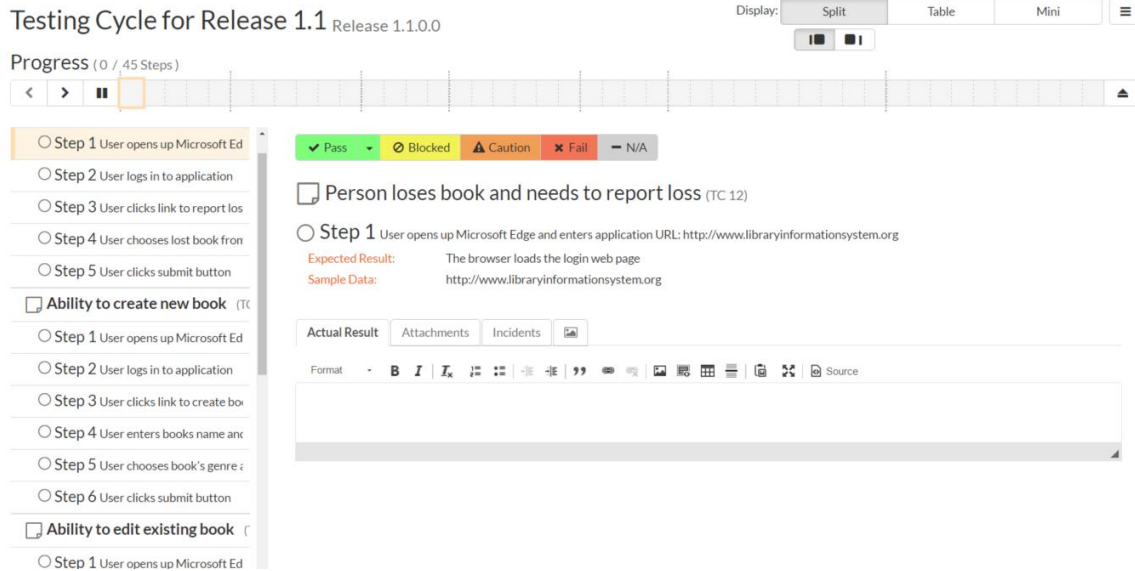 Testing Cycle for Release 1.1 Release 1.1.0.0
Display: Split Table Mini
Progress (0 / 45 Steps)
Step 1 User opens up Microsoft Ed
Step 2 User logs in to application
Step 3 User clicks link to report los
Step 4 User chooses lost book from
Step 5 User clicks submit button
Ability to create new book (TC
Step 1 User opens up Microsoft Ed
Step 2 User logs in to application
Step 3 User clicks link to create bo
Step 4 User enters books name and
Step 5 User chooses book's genre a
Step 6 User clicks submit button
Ability to edit existing book (
Step 1 User opens up Microsoft Ed
Pass Blocked Caution Fail N/A
Person loses book and needs to report loss (TC 12)
Step 1 User opens up Microsoft Edge and enters application URL: http://www.libraryinformationsystem.org
Expected Result: The browser loads the login web page
Sample Data: http://www.libraryinformationsystem.org
Actual Result Attachments Incidents
Format B I Ix Source